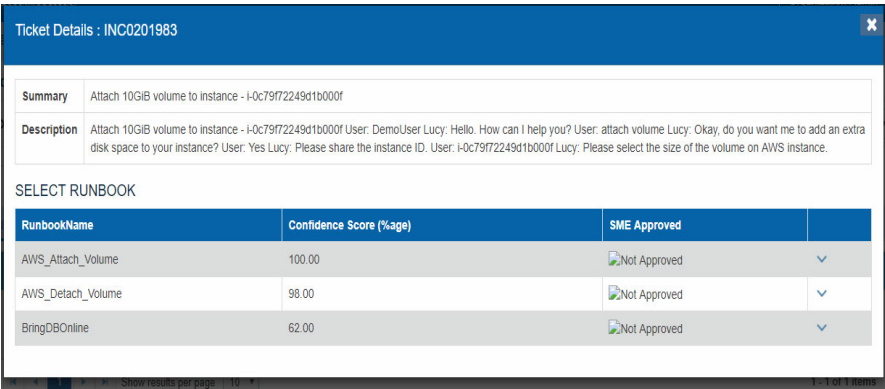 Ticket Details : INC0201983
Summary Attach 10GiB volume to instance - i-0c79f72249d1b000f
Description Attach 10GiB volume to instance - i-0c79f72249d1b000f User: DemoUser Lucy: Hello. How can I help you? User: attach volume Lucy: Okay, do you want me to add an extra
disk space to your instance? User: Yes Lucy: Please share the instance ID. User: i-0c79f72249d1b000f Lucy: Please select the size of the volume on AWS instance.
SELECT RUNBOOK
RunbookName Confidence Score (%age) SME Approved
AWS_Attach_Volume 100.00 Not Approved
AWS_Detach_Volume 98.00 Not Approved
BringDBOnline 62.00 Not Approved
1 Show results per page 10 1 - 1 of 1 items